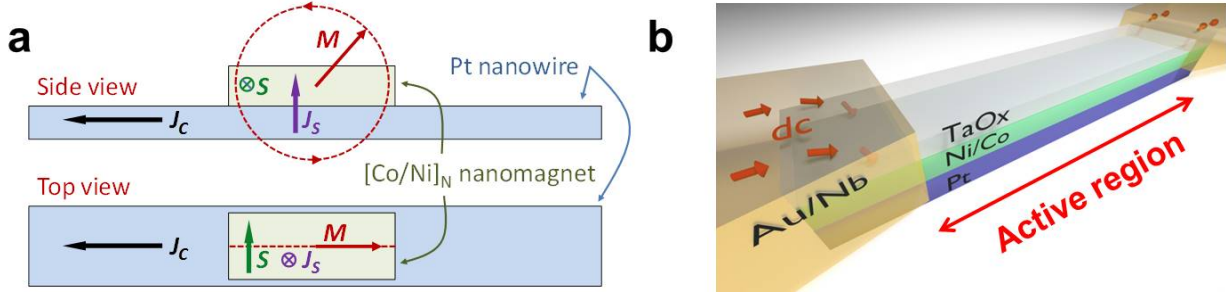 a
Side view
M
⊗S
J_S
J_C
Pt nanowire
[Co/Ni]_N nanomagnet
Top view
J_C
S
⊗ J_S
M
b
dc
Au/Nb
TaOx
Ni/Co
Pt
Active region